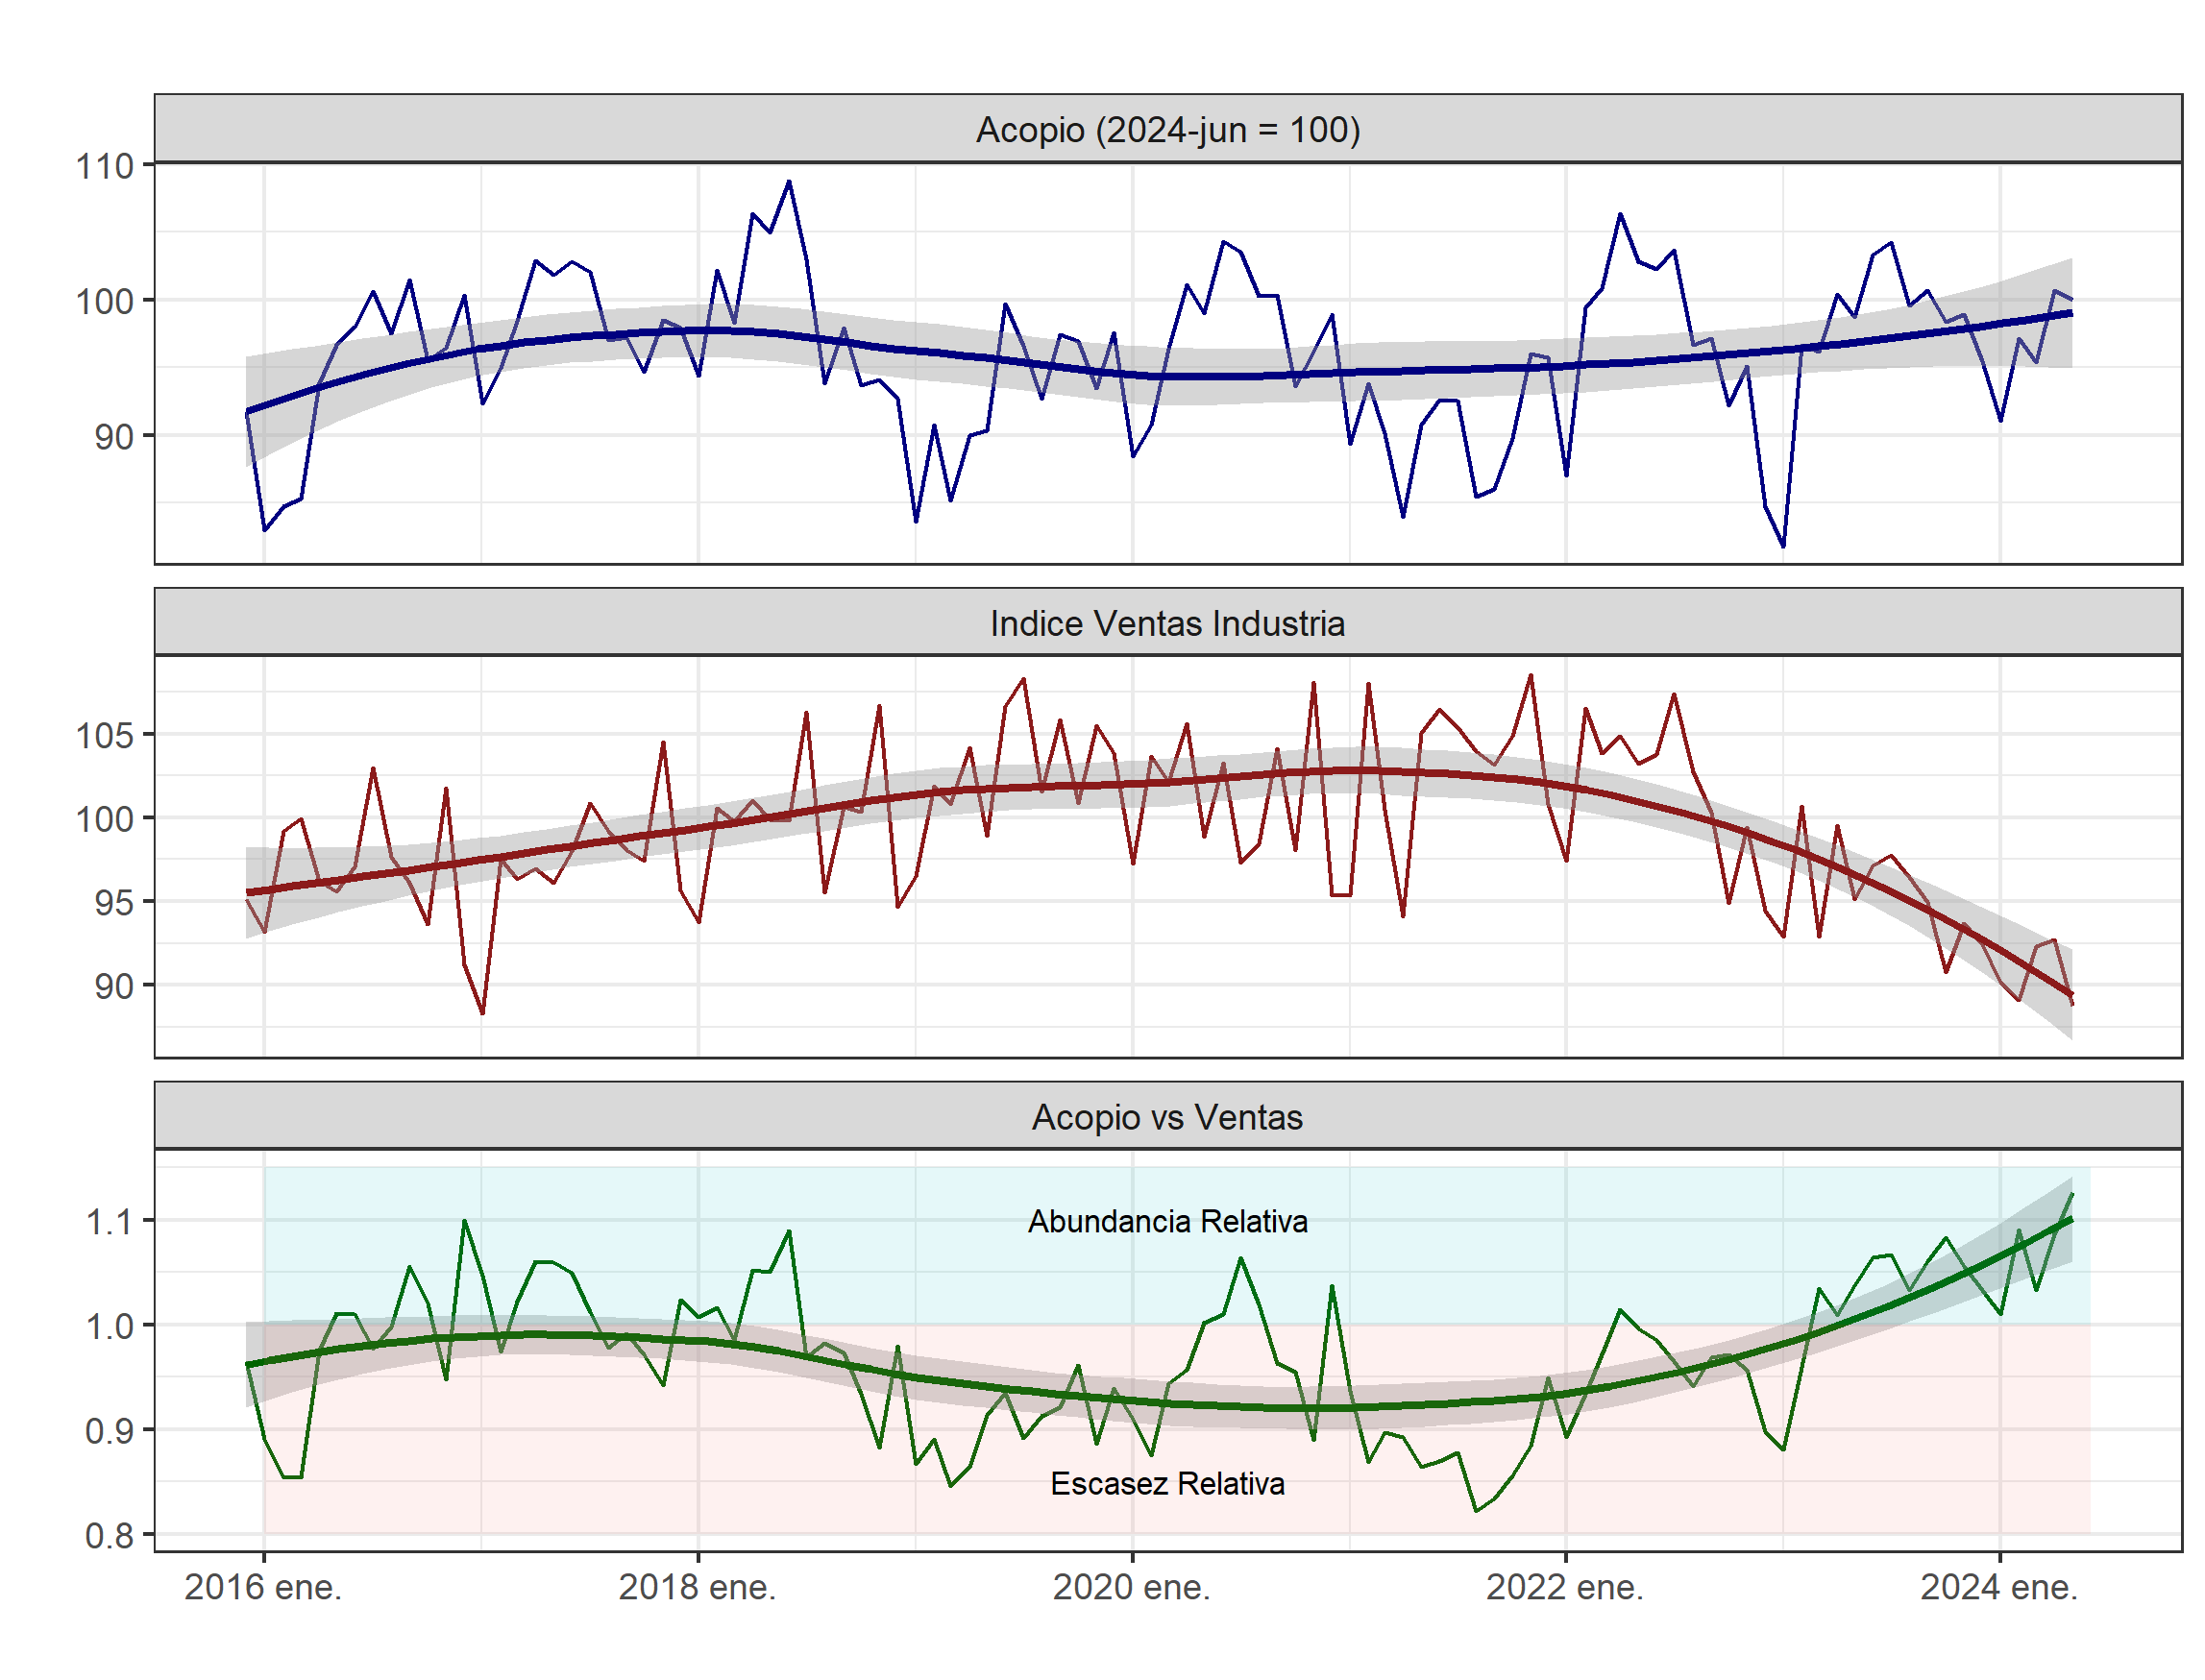 Acopio (2024-jun = 100)
110
100
90
Indice Ventas Industria
105
100
95
90
Acopio vs Ventas
1.1
Abundancia Relativa
1.0
0.9
Escasez Relativa
0.8
2016 ene. 2018 ene. 2020 ene. 2022 ene. 2024 ene.